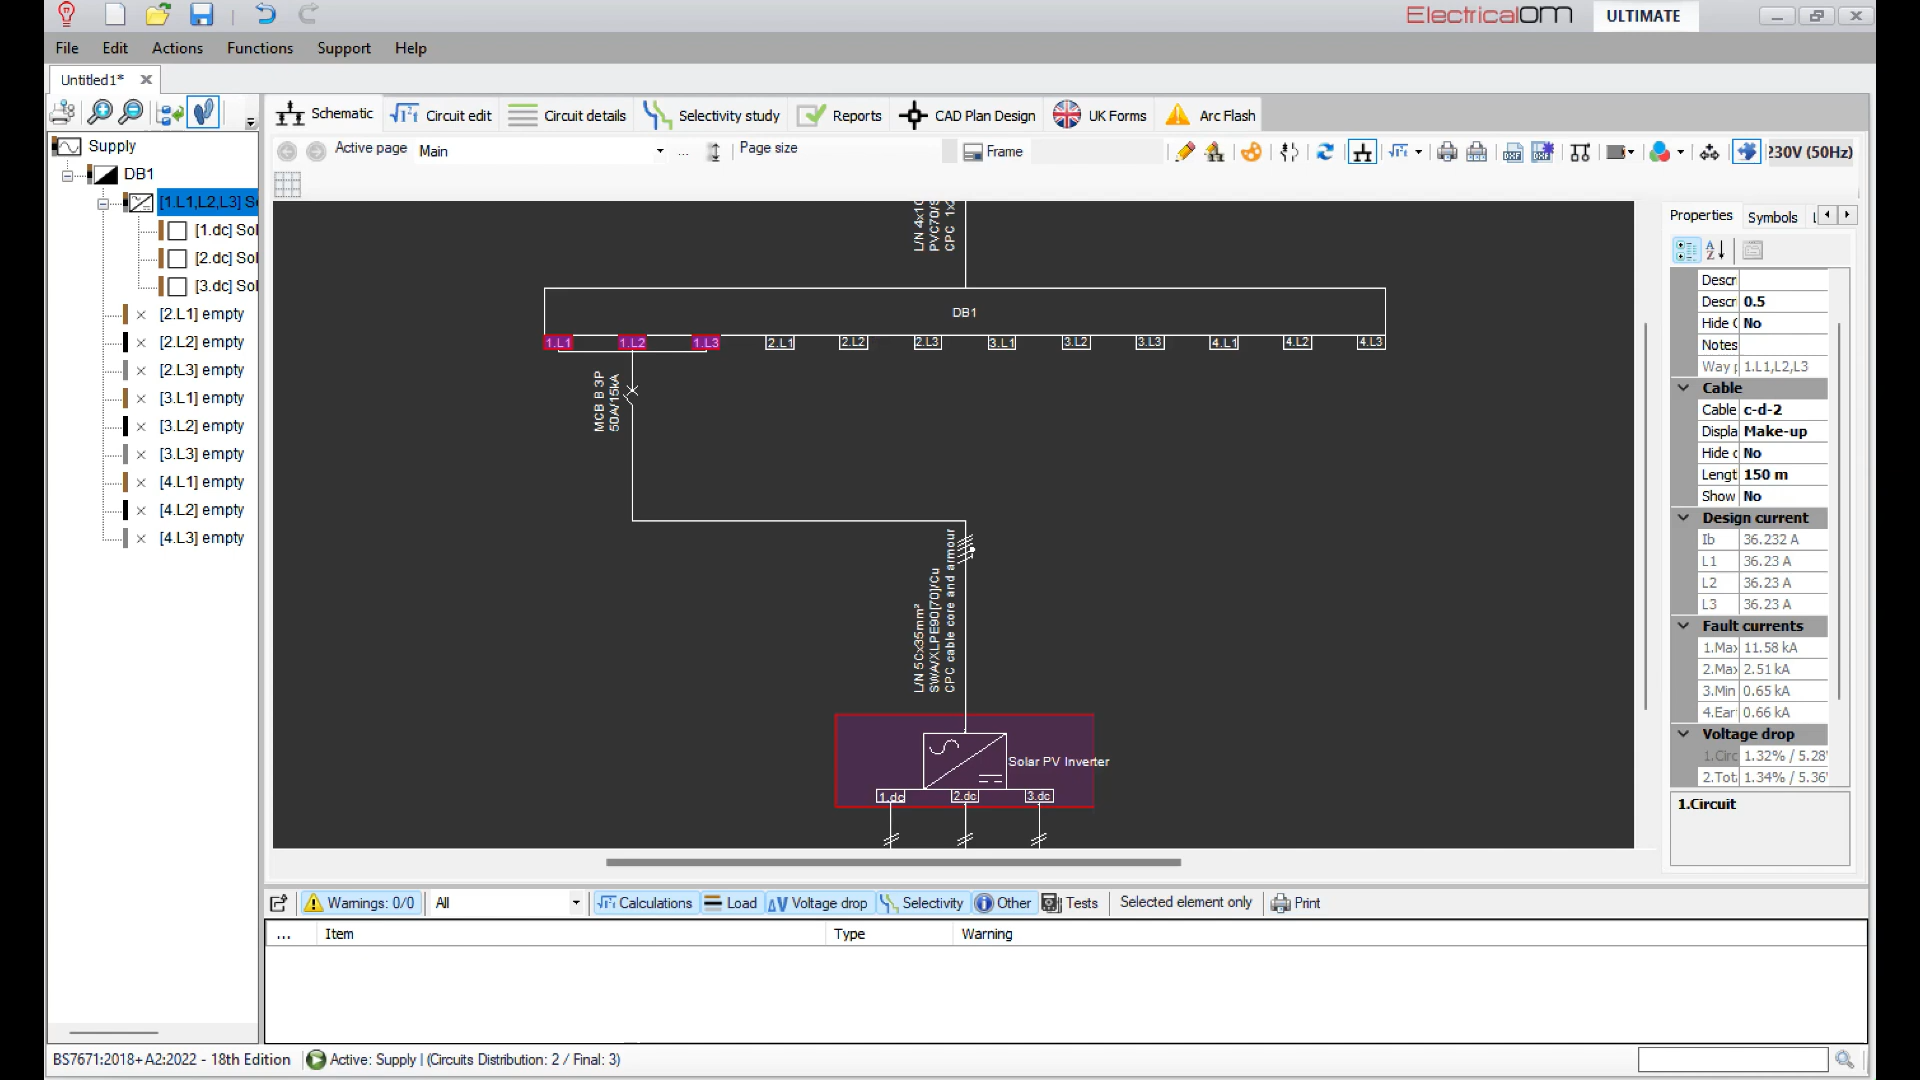 ElectricalOM
ULTIMATE
File Edit Actions Functions Support Help
Untitled1*
Schematic Circuit edit Circuit details Selectivity study Reports CAD Plan Design UK Forms Arc Flash
Active page Main ... Page size Frame 230V (50Hz)
Supply
DB1
[1.L1,L2,L3] S
[1.dc] Sol
[2.dc] Sol
[3.dc] Sol
[2.L1] empty
[2.L2] empty
[2.L3] empty
[3.L1] empty
[3.L2] empty
[3.L3] empty
[4.L1] empty
[4.L2] empty
[4.L3] empty
L/N 4x10
PVC70/S
CPC 1x
DB1
1.L1 1.L2 1.L3 2.L1 2.L2 2.L3 3.L1 3.L2 3.L3 4.L1 4.L2 4.L3
MCB B 3P
50A/15kA
L/N 5Cx35mm²
SWA/XLPE90[70]/Cu
CPC cable core and armour
Solar PV Inverter
1.dc 2.dc 3.dc
Properties Symbols
Descr
Descr 0.5
Hide No
Notes
Way p 1.L1,L2,L3
Cable
Cable c-d-2
Displa Make-up
Hide c No
Lengt 150 m
Show No
Design current
Ib 36.232 A
L1 36.23 A
L2 36.23 A
L3 36.23 A
Fault currents
1.Max 11.58 kA
2.Max 2.51 kA
3.Min 0.65 kA
4.Ear 0.66 kA
Voltage drop
1.Circ 1.32% / 5.28
2.Tot 1.34% / 5.36
1.Circuit
Warnings: 0/0 All Calculations Load Voltage drop Selectivity Other Tests Selected element only Print
... Item Type Warning
BS7671:2018+A2:2022 - 18th Edition Active: Supply | (Circuits Distribution: 2 / Final: 3)